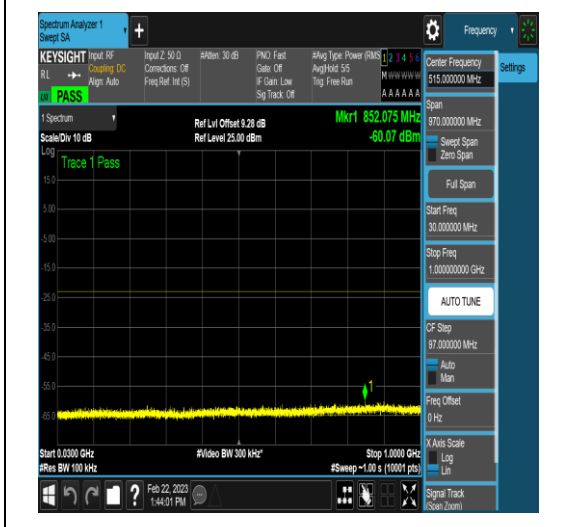 Spectrum Analyzer 1
Swept SA
+
Frequency
KEYSIGHT
RL
Input: RF
Coupling: DC
Align: Auto
Input Z: 50 Ω
Corrections: Off
Freq Ref: Int (S)
#Atten: 30 dB
PNO: Fast
Gate: Off
IF Gain: Low
Sig Track: Off
#Avg Type: Power (RMS
Avg|Hold: 5/5
Trig: Free Run
1 2 3 4 5 6
M W W W W W
A A A A A A
PASS
1 Spectrum
Scale/Div 10 dB
Ref Lvl Offset 9.28 dB
Ref Level 25.00 dBm
Mkr1 852.075 MHz
-60.07 dBm
Log
Trace 1 Pass
15.0
5.00
-5.00
-15.0
-25.0
-35.0
-45.0
-55.0
-65.0
1
Start 0.0300 GHz
#Res BW 100 kHz
#Video BW 300 kHz*
Stop 1.0000 GHz
#Sweep ~1.00 s (10001 pts)
?
Feb 22, 2023
1:44:01 PM
Center Frequency
515.000000 MHz
Settings
Span
970.000000 MHz
Swept Span
Zero Span
Full Span
Start Freq
30.000000 MHz
Stop Freq
1.000000000 GHz
AUTO TUNE
CF Step
97.000000 MHz
Auto
Man
Freq Offset
0 Hz
X Axis Scale
Log
Lin
Signal Track
(Span Zoom)